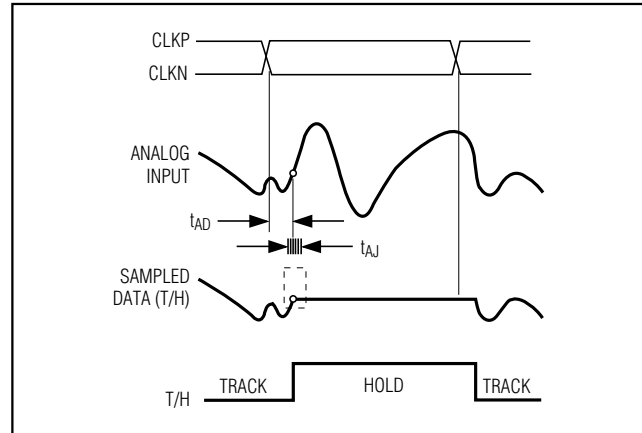 CLKP
CLKN
ANALOG
INPUT
tAD
tAJ
SAMPLED
DATA (T/H)
TRACK HOLD TRACK
T/H